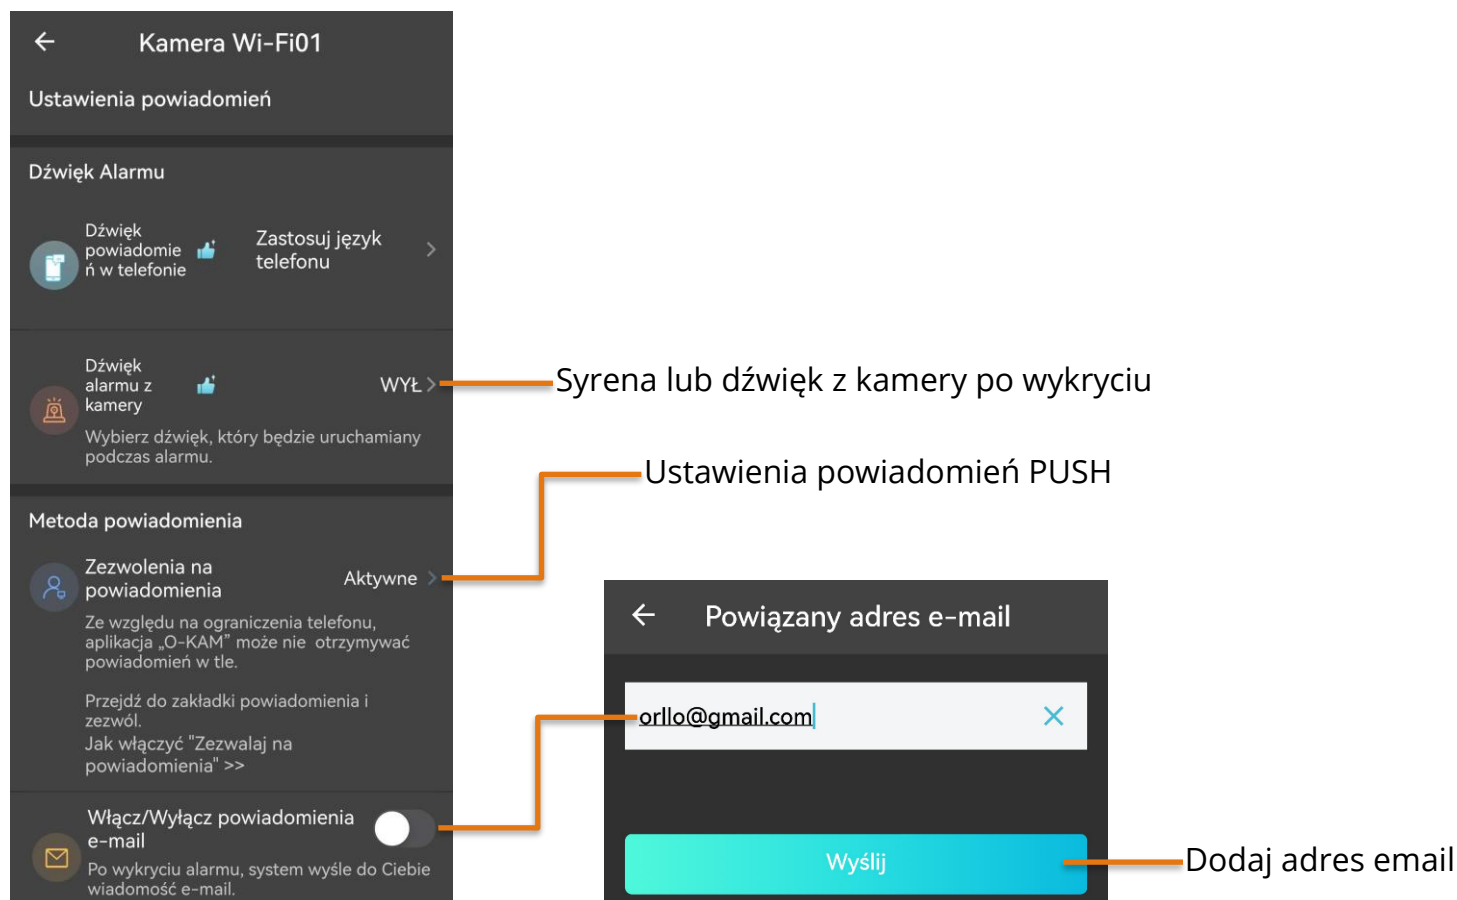 Kamera Wi-Fi01
Ustawienia powiadomień
Dźwięk Alarmu
Dźwięk
powiadomie
ń w telefonie
Zastosuj język
telefonu
Dźwięk
alarmu z
kamery
WYŁ
Wybierz dźwięk, który będzie uruchamiany
podczas alarmu.
Syrena lub dźwięk z kamery po wykryciu
Ustawienia powiadomień PUSH
Metoda powiadomienia
Zezwolenia na
powiadomienia
Aktywne
Ze względu na ograniczenia telefonu,
aplikacja „O-KAM” może nie otrzymywać
powiadomień w tle.
Przejdź do zakładki powiadomienia i
zezwól.
Jak włączyć "Zezwalaj na
powiadomienia" >>
Włącz/Wyłącz powiadomienia
e-mail
Po wykryciu alarmu, system wyśle do Ciebie
wiadomość e-mail.
Powiązany adres e-mail
orllo@gmail.com
Wyślij
Dodaj adres email